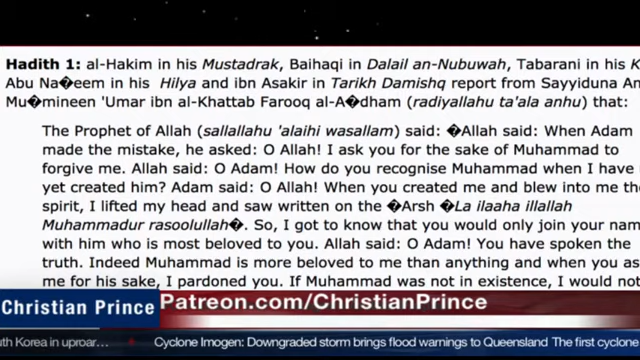 Hadith 1: al-Hakim in his Mustadrak, Baihaqi in Dalail an-Nubuwah, Tabarani in his K
Abu Na�eem in his Hilya and ibn Asakir in Tarikh Damishq report from Sayyiduna An
Mu�mineen 'Umar ibn al-Khattab Farooq al-A�dham (radiyallahu ta'ala anhu) that:
The Prophet of Allah (sallallahu 'alaihi wasallam) said: �Allah said: When Adam
made the mistake, he asked: O Allah! I ask you for the sake of Muhammad to
forgive me. Allah said: O Adam! How do you recognise Muhammad when I have
yet created him? Adam said: O Allah! When you created me and blew into me the
spirit, I lifted my head and saw written on the �Arsh �La ilaaha illallah
Muhammadur rasoolullah�. So, I got to know that you would only join your nam
with him who is most beloved to you. Allah said: O Adam! You have spoken the
truth. Indeed Muhammad is more beloved to me than anything and when you as
me for his sake, I pardoned you. If Muhammad was not in existence, I would not
Christian Prince
Patreon.com/ChristianPrince
uth Korea in uproar...
Cyclone Imogen: Downgraded storm brings flood warnings to Queensland The first cyclone